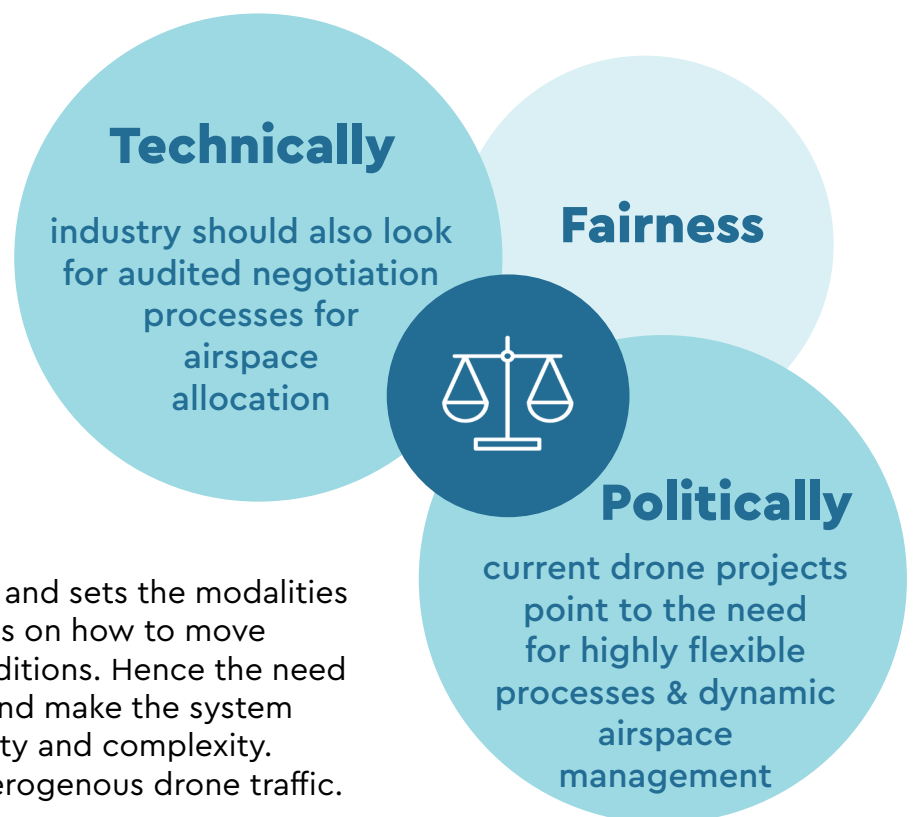 Technically
industry should also look
for audited negotiation
processes for
airspace
allocation
Fairness
Politically
current drone projects
point to the need
for highly flexible
processes & dynamic
airspace
management
and sets the modalities
s on how to move
ditions. Hence the need
nd make the system
ty and complexity.
erogenous drone traffic.